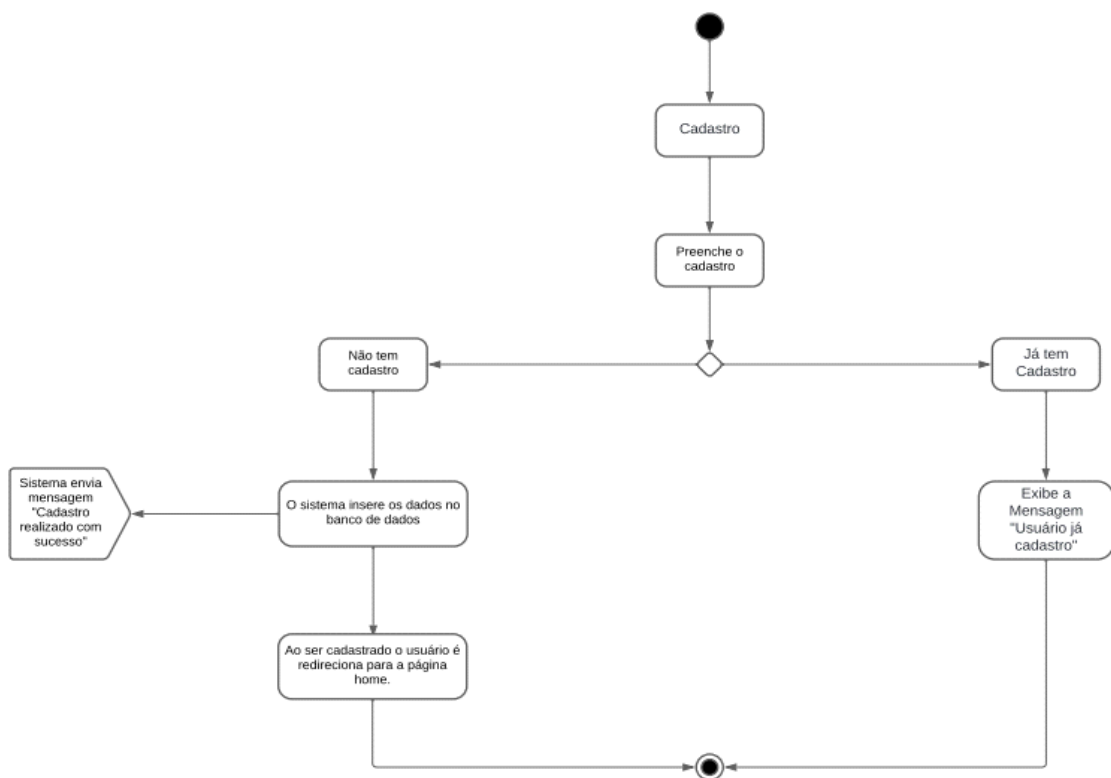 Cadastro
Preenche o
cadastro
Não tem
cadastro
Já tem
Cadastro
Sistema envia
mensagem
"Cadastro
realizado com
sucesso"
O sistema insere os dados no
banco de dados
Exibe a
Mensagem
"Usuário já
cadastro"
Ao ser cadastrado o usuário é
redireciona para a página
home.